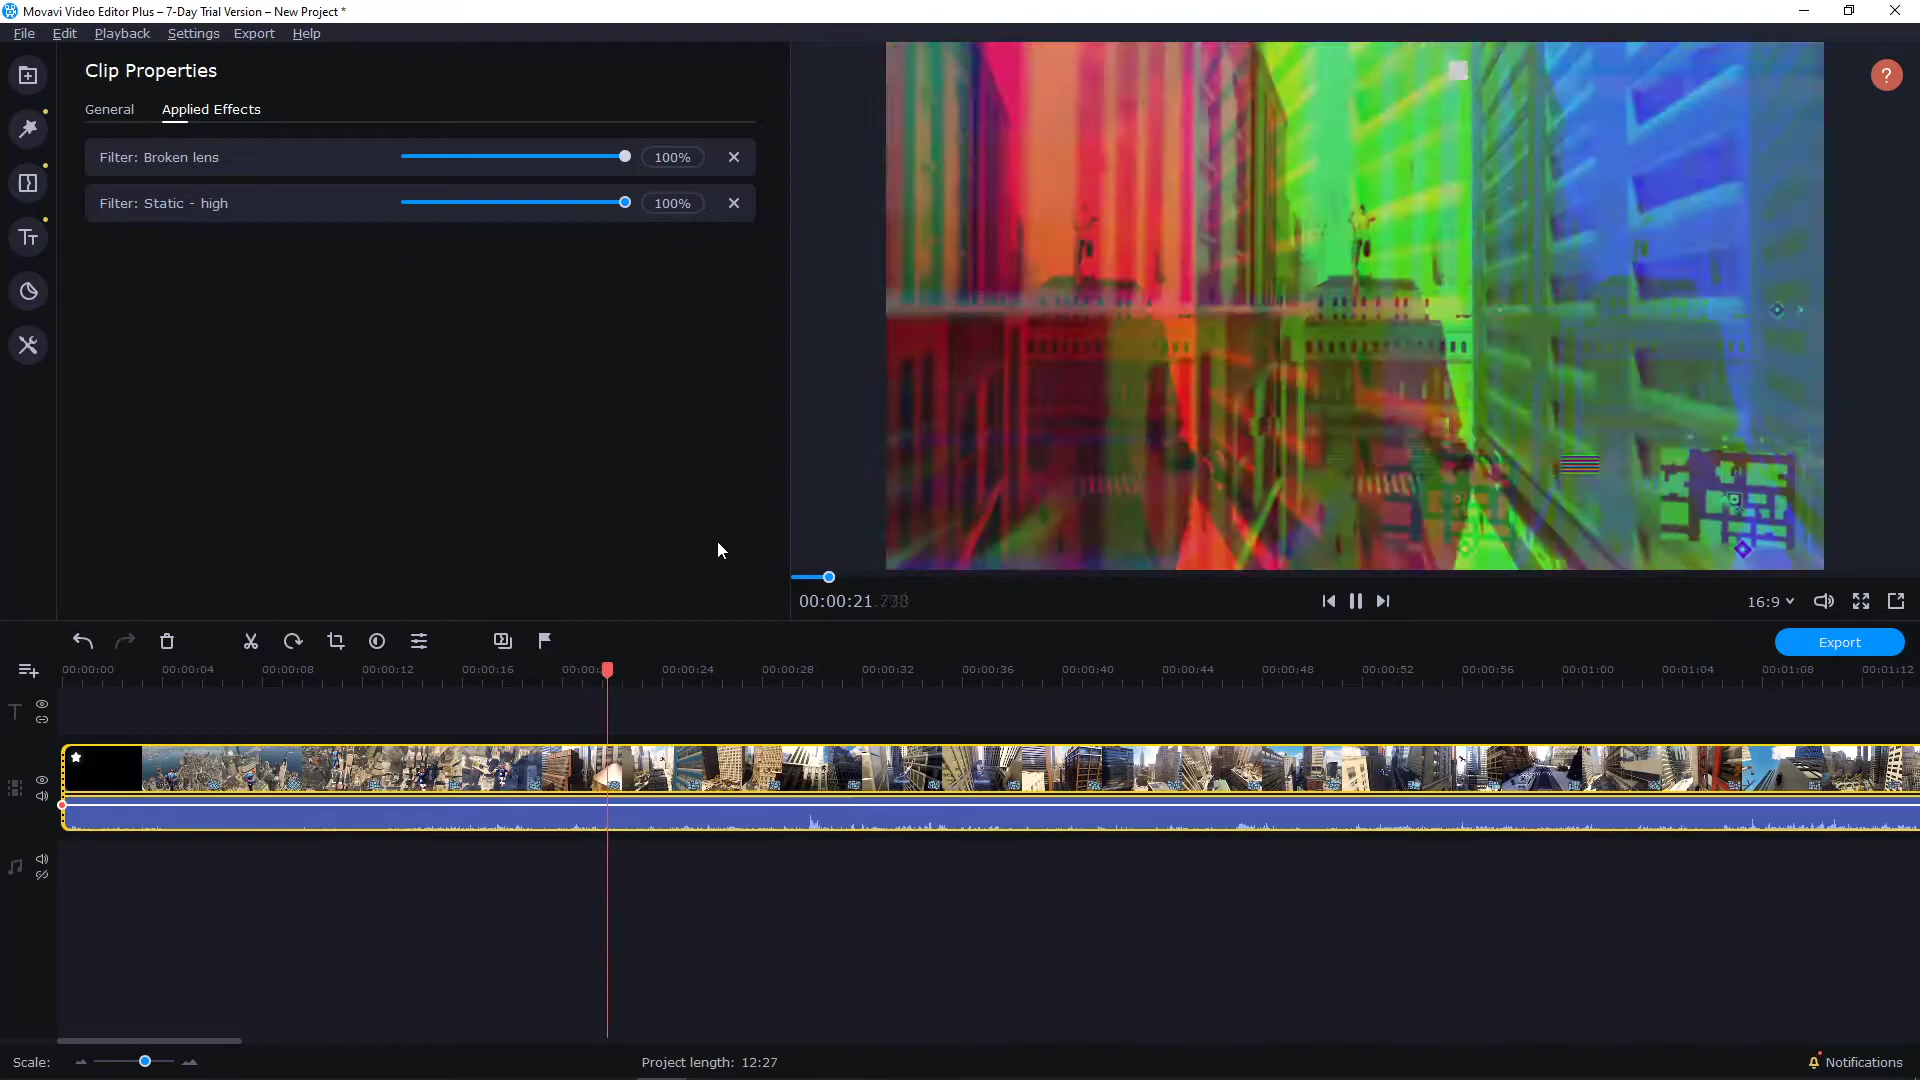 Movavi Video Editor Plus – 7-Day Trial Version – New Project *
File Edit Playback Settings Export Help
Clip Properties
General Applied Effects
Filter: Broken lens 100%
Filter: Static - high 100%
?
00:00:21
16:9
Export
00:00:00 00:00:04 00:00:08 00:00:12 00:00:16 00:00:24 00:00:28 00:00:32 00:00:36 00:00:40 00:00:44 00:00:48 00:00:52 00:00:56 00:01:00 00:01:04 00:01:08 00:01:12
Scale: Project length: 12:27 Notifications